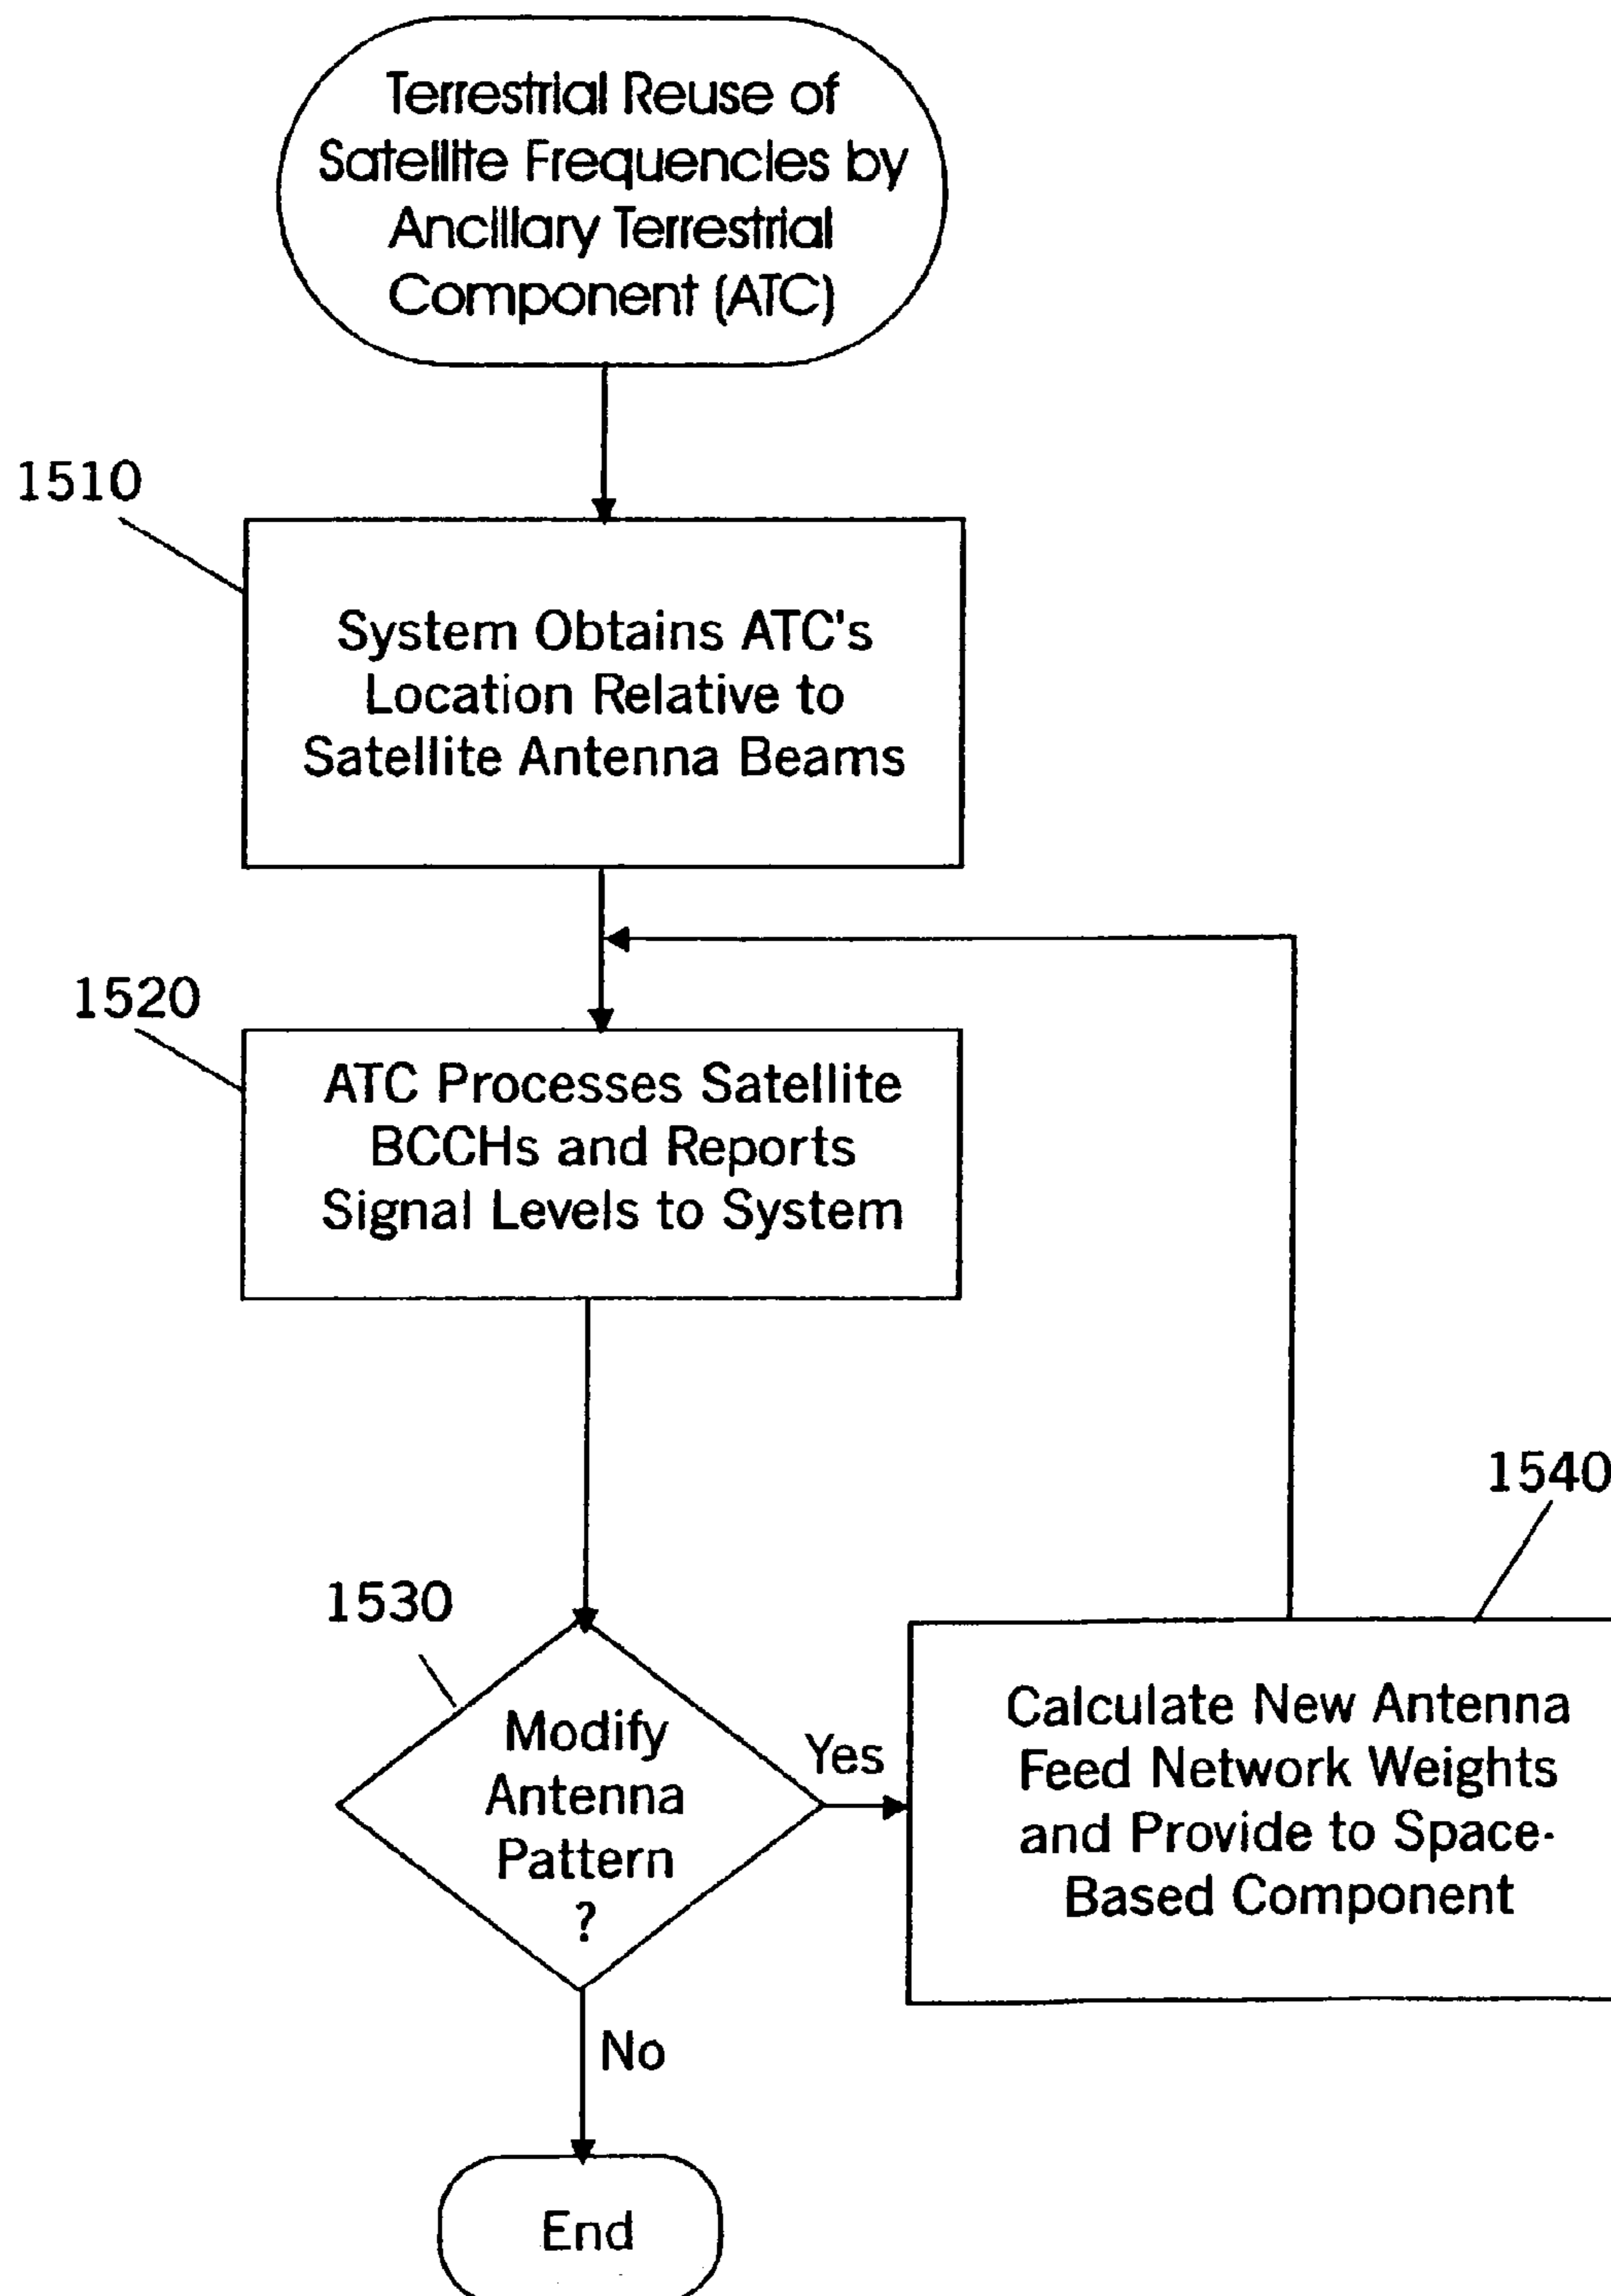 Terrestrial Reuse of
Satellite Frequencies by
Ancillary Terrestrial
Component (ATC)
1510
System Obtains ATC's
Location Relative to
Satellite Antenna Beams
1520
ATC Processes Satellite
BCCHs and Reports
Signal Levels to System
1530
Modify
Antenna
Pattern
?
Yes
1540
Calculate New Antenna
Feed Network Weights
and Provide to Space-
Based Component
No
End